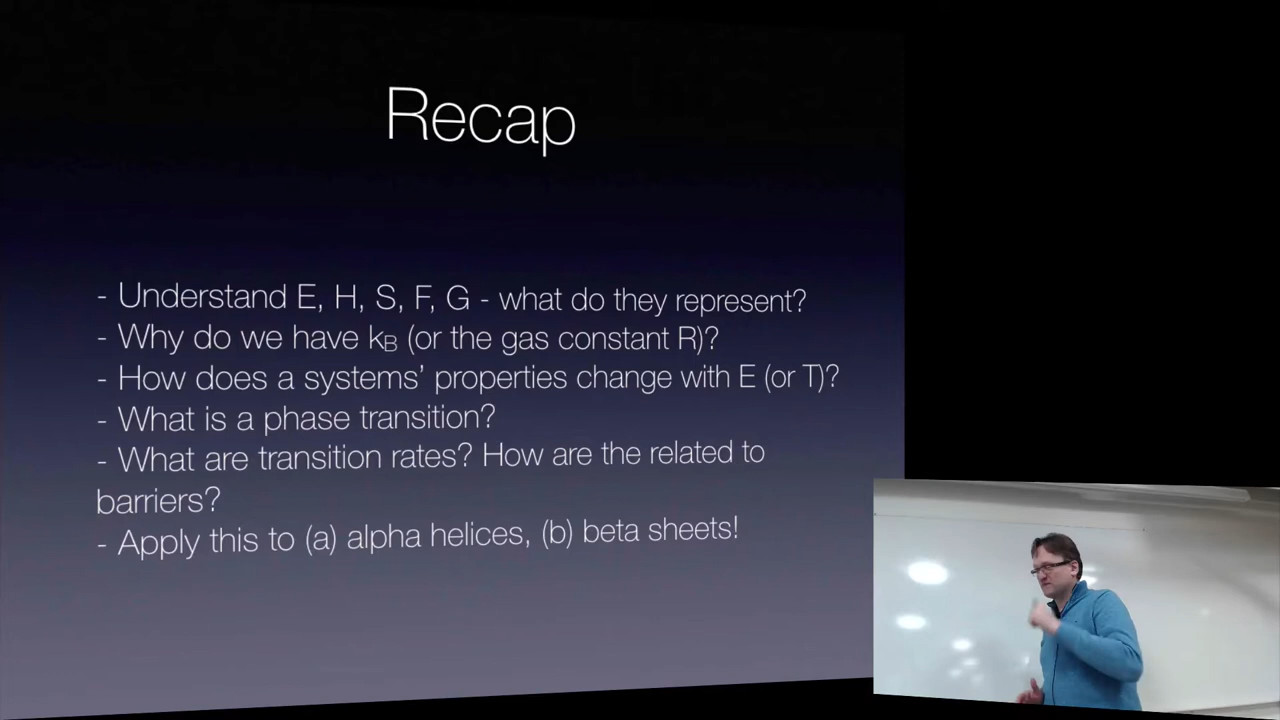 Recap
- Understand E, H, S, F, G - what do they represent?
- Why do we have kB (or the gas constant R)?
- How does a systems' properties change with E (or T)?
- What is a phase transition?
- What are transition rates? How are the related to
barriers?
- Apply this to (a) alpha helices, (b) beta sheets!